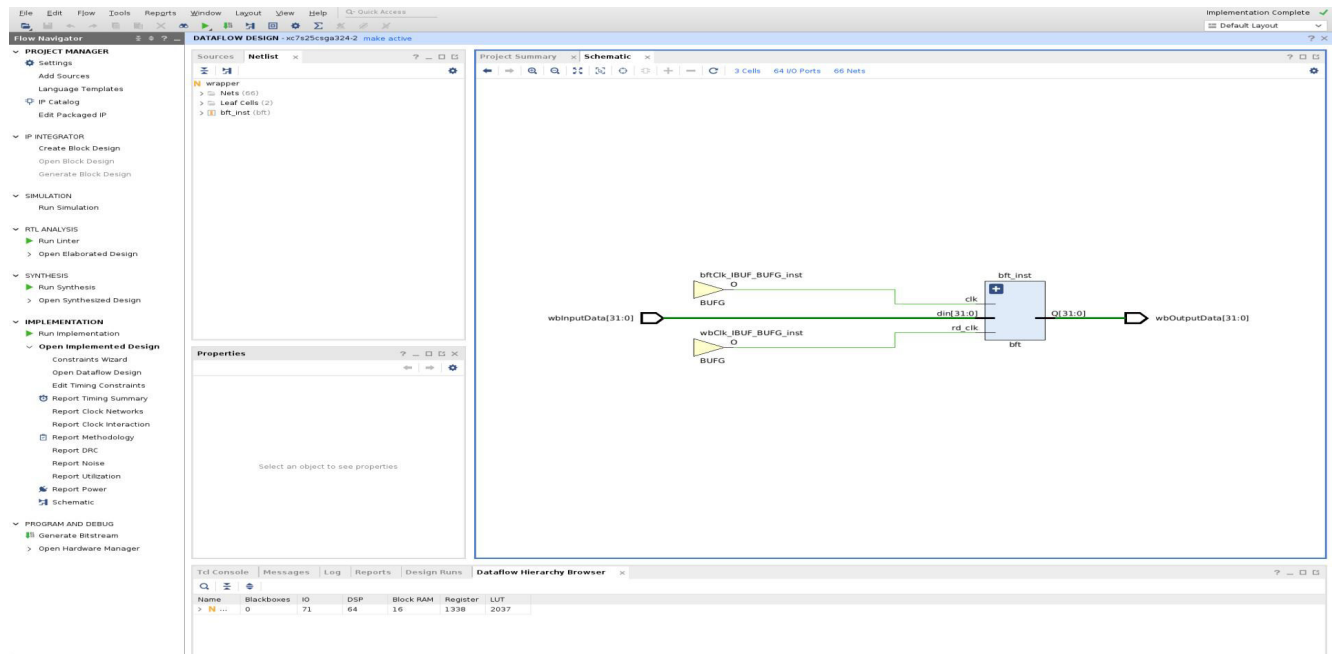 File Edit Flow Tools Reports Window Layout View Help Quick Access Implementation Complete
Default Layout
Flow Navigator
DATAFLOW DESIGN - xc7s25csga324-2 make active
PROJECT MANAGER
Settings
Add Sources
Language Templates
IP Catalog
Edit Packaged IP
IP INTEGRATOR
Create Block Design
Open Block Design
Generate Block Design
SIMULATION
Run Simulation
RTL ANALYSIS
Run Linter
Open Elaborated Design
SYNTHESIS
Run Synthesis
Open Synthesized Design
IMPLEMENTATION
Run Implementation
Open Implemented Design
Constraints Wizard
Open Dataflow Design
Edit Timing Constraints
Report Timing Summary
Report Clock Networks
Report Clock Interaction
Report Methodology
Report DRC
Report Noise
Report Utilization
Report Power
Schematic
PROGRAM AND DEBUG
Generate Bitstream
Open Hardware Manager
Sources Netlist
N wrapper
Nets (66)
Leaf Cells (2)
bft_inst (bft)
Properties
Select an object to see properties
Project Summary Schematic
3 Cells 64 I/O Ports 66 Nets
bftClk_IBUF_BUFG_inst
O
BUFG
wbInputData[31:0]
wbClk_IBUF_BUFG_inst
O
BUFG
bft_inst
clk
din[31:0]
rd_clk
Q[31:0]
bft
wbOutputData[31:0]
Tcl Console Messages Log Reports Design Runs Dataflow Hierarchy Browser
Name Blackboxes IO DSP Block RAM Register LUT
N ... 0 71 64 16 1338 2037